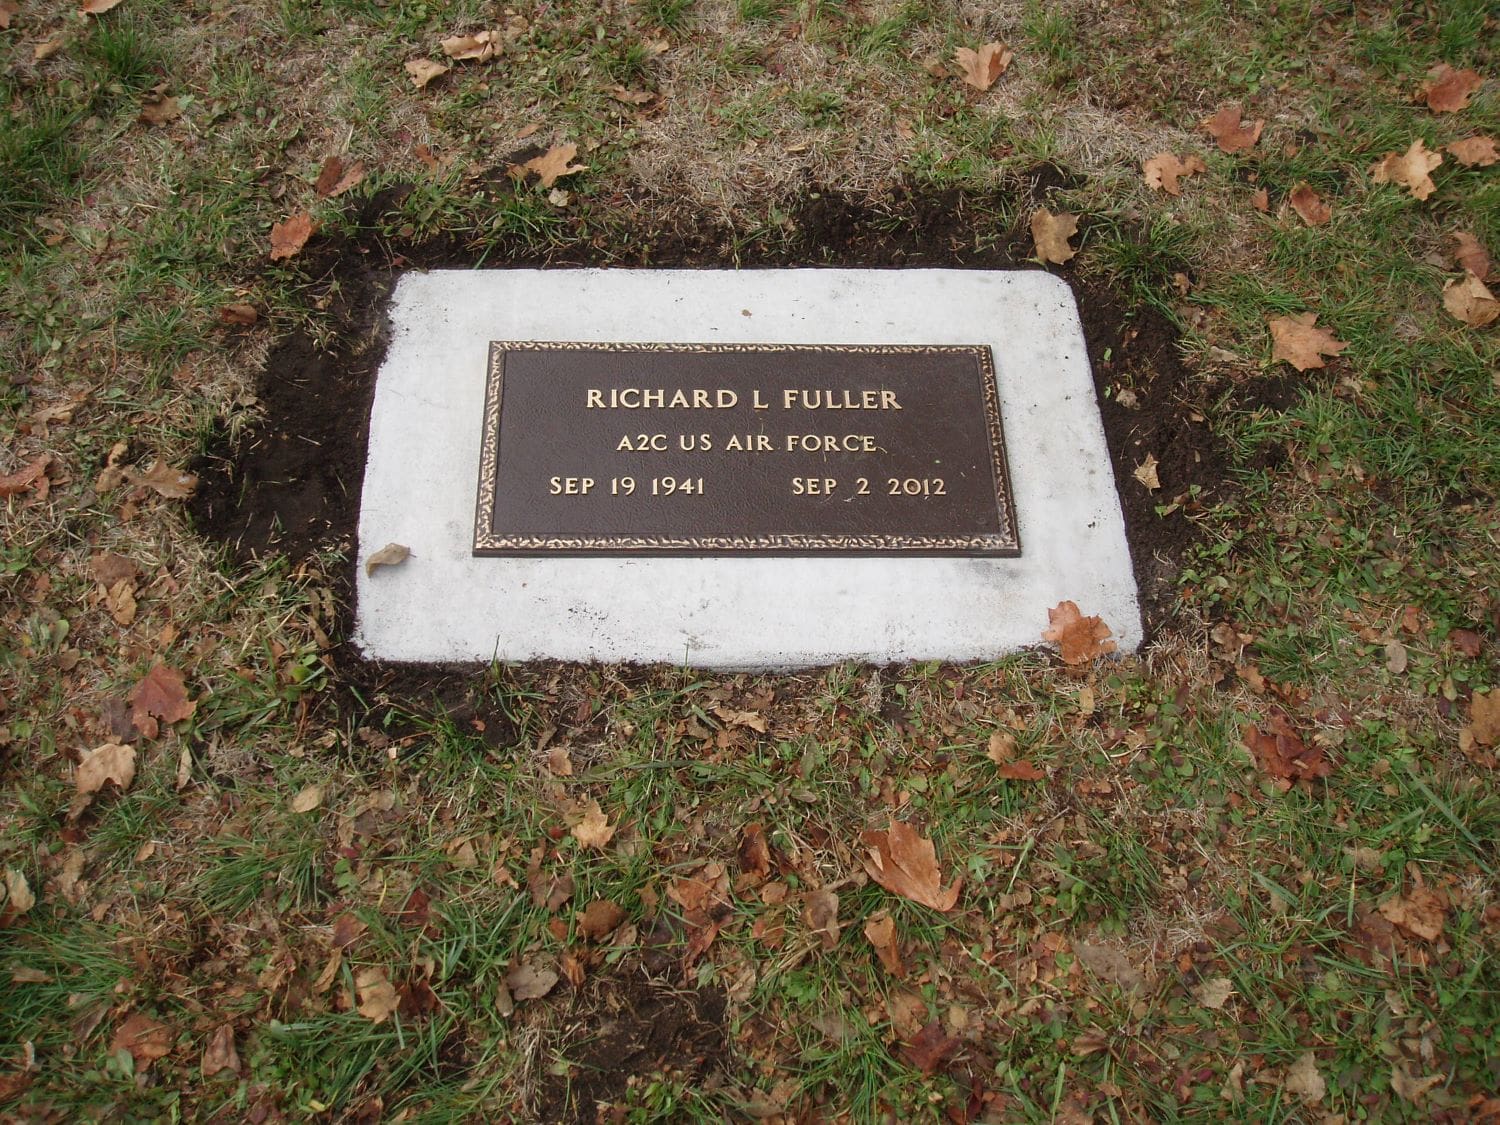 RICHARD L FULLER
A2C US AIR FORCE
SEP 19 1941 SEP 2 2012